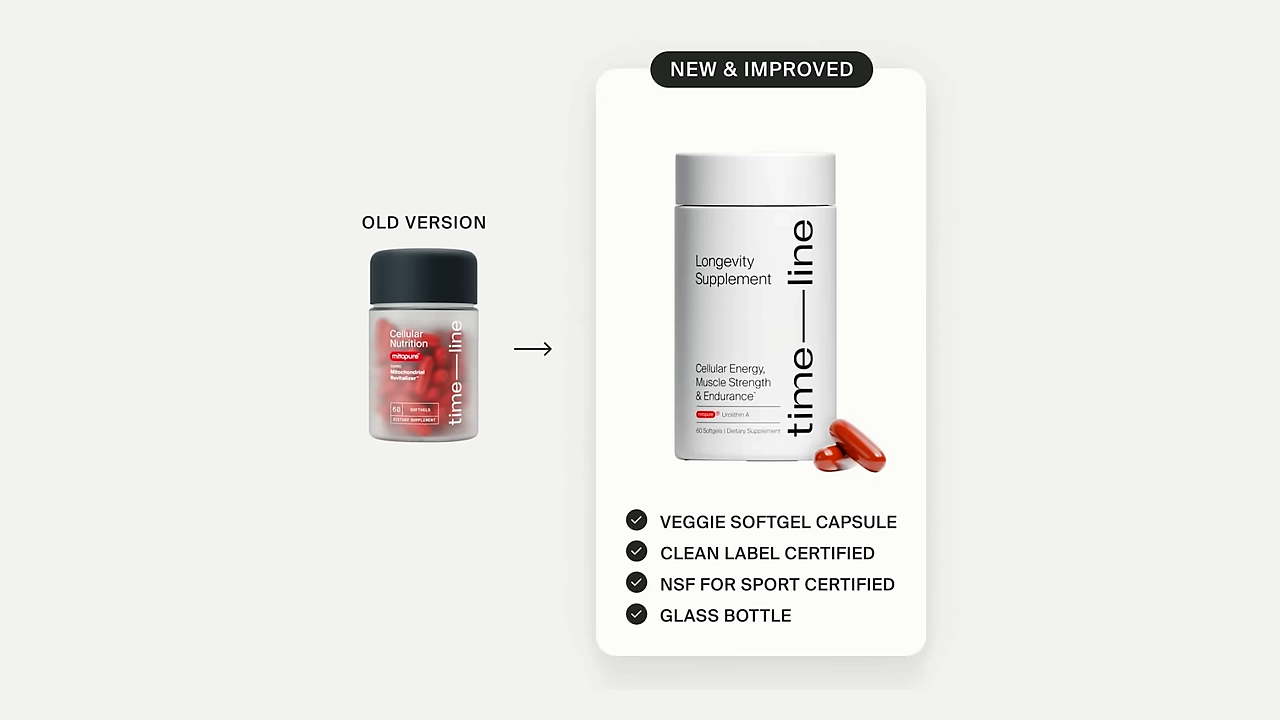 NEW & IMPROVED
OLD VERSION
Cellular
Nutrition
mitopure™
Mitochondrial
Revitalizer™
60 SOFTGELS
DIETARY SUPPLEMENT
time—line
Longevity
Supplement
Cellular Energy,
Muscle Strength
& Endurance*
mitopure® Urolithin A
60 Softgels | Dietary Supplement
time—line
VEGGIE SOFTGEL CAPSULE
CLEAN LABEL CERTIFIED
NSF FOR SPORT CERTIFIED
GLASS BOTTLE